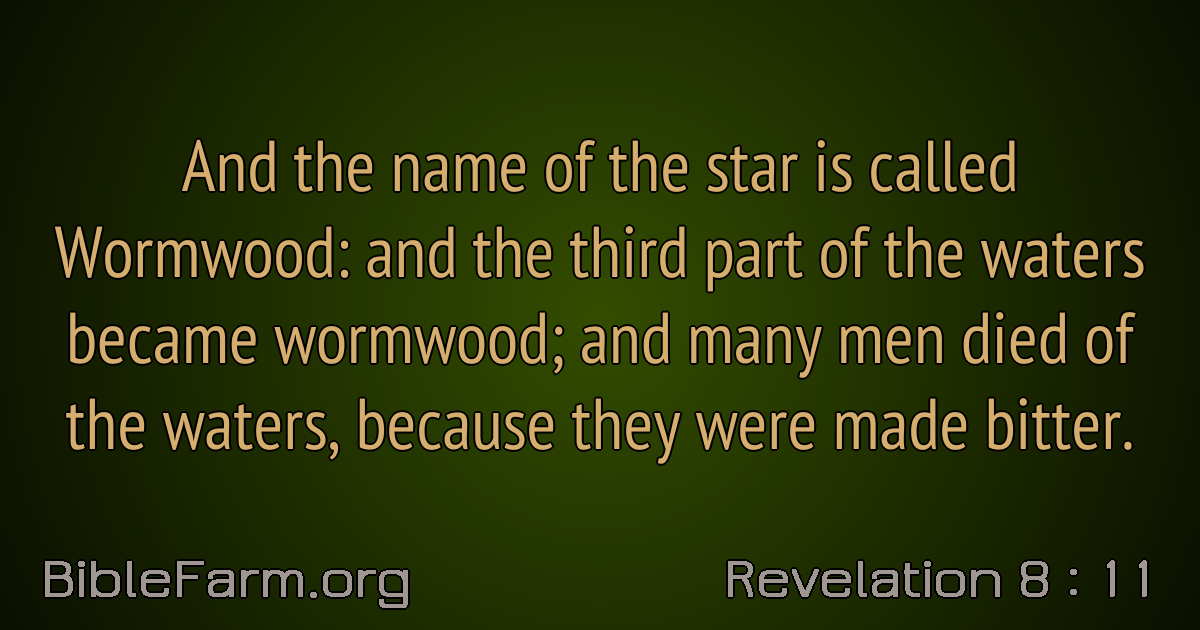 And the name of the star is called
Wormwood: and the third part of the waters
became wormwood; and many men died of
the waters, because they were made bitter.
BibleFarm.org
Revelation 8 : 11